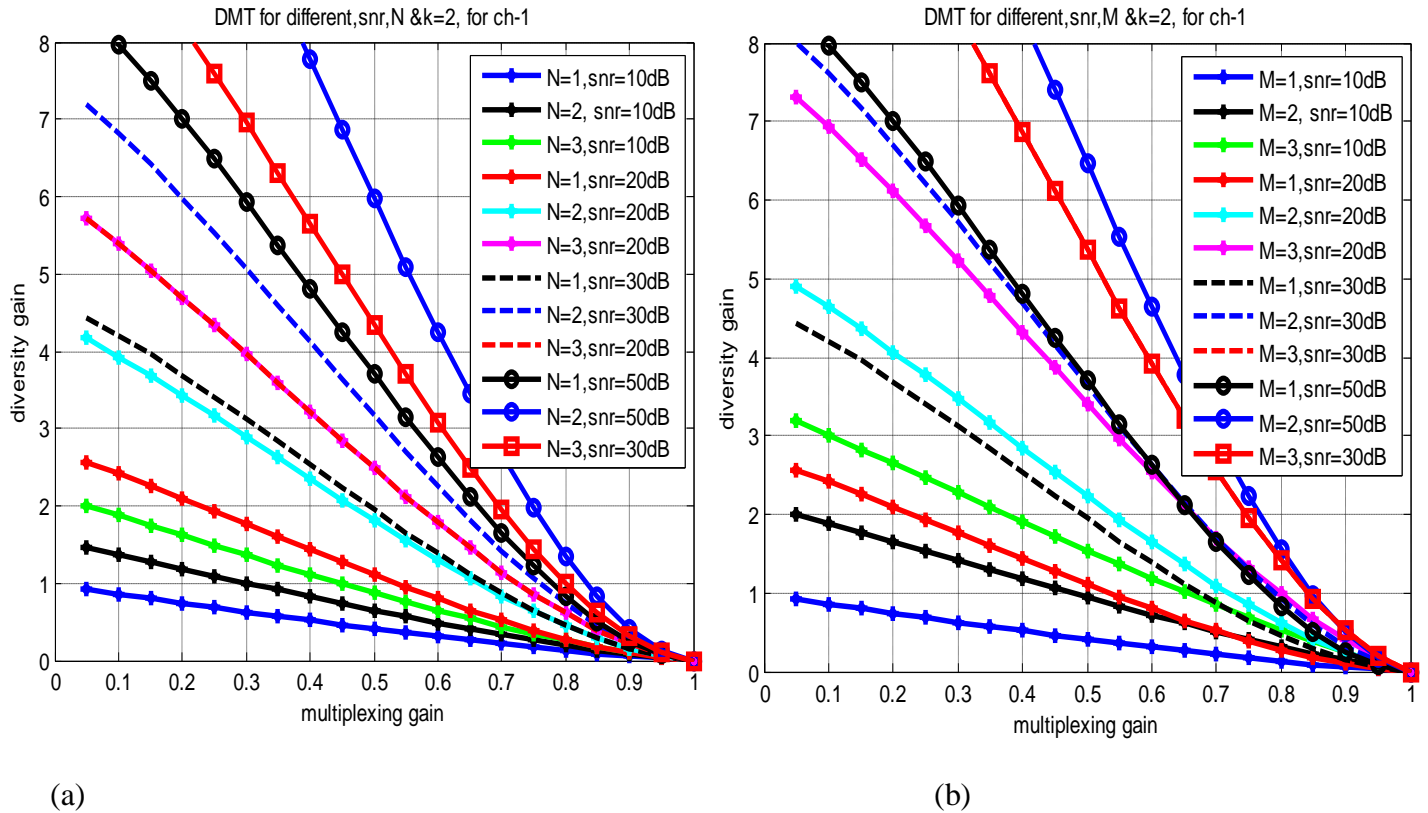 DMT for different,snr,N &k=2, for ch-1
8
7
6
5
4
3
2
1
0
diversity gain
0
0.1
0.2
0.3
0.4
0.5
0.6
0.7
0.8
0.9
1
multiplexing gain
N=1,snr=10dB
N=2, snr=10dB
N=3,snr=10dB
N=1,snr=20dB
N=2,snr=20dB
N=3,snr=20dB
N=1,snr=30dB
N=2,snr=30dB
N=3,snr=20dB
N=1,snr=50dB
N=2,snr=50dB
N=3,snr=30dB
(a)
DMT for different,snr,M &k=2, for ch-1
8
7
6
5
4
3
2
1
0
diversity gain
0
0.1
0.2
0.3
0.4
0.5
0.6
0.7
0.8
0.9
1
multiplexing gain
M=1,snr=10dB
M=2,snr=10dB
M=3,snr=10dB
M=1,snr=20dB
M=2,snr=20dB
M=3,snr=20dB
M=1,snr=30dB
M=2,snr=30dB
M=3,snr=30dB
M=1,snr=50dB
M=2,snr=50dB
M=3,snr=30dB
(b)